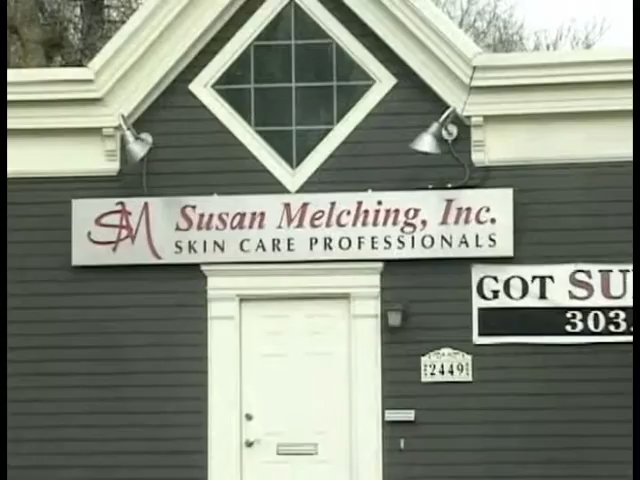 SM
Susan Melching, Inc.
SKIN CARE PROFESSIONALS
GOT SU
303.
2449